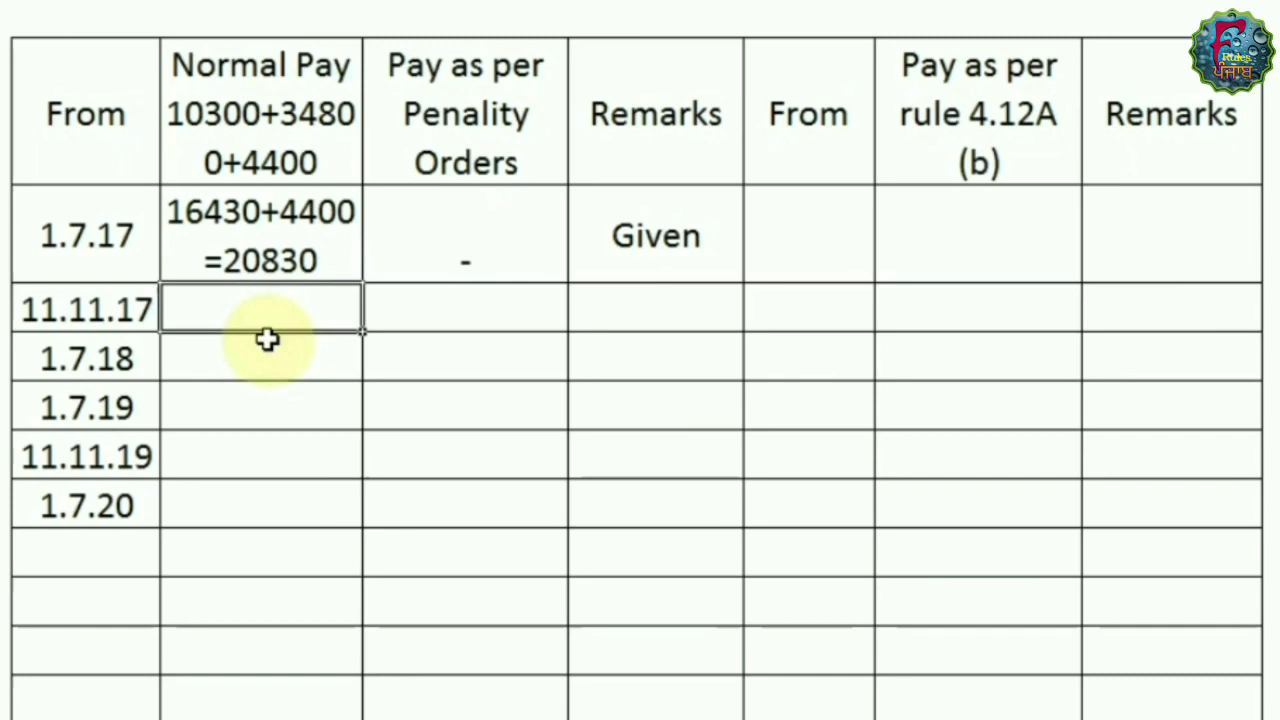 From
Normal Pay
10300+3480
0+4400
Pay as per
Penality
Orders
Remarks
From
Pay as per
rule 4.12A
(b)
Remarks
1.7.17
16430+4400
=20830
-
Given
11.11.17
1.7.18
1.7.19
11.11.19
1.7.20
F
Rules
ਪੰਜਾਬ